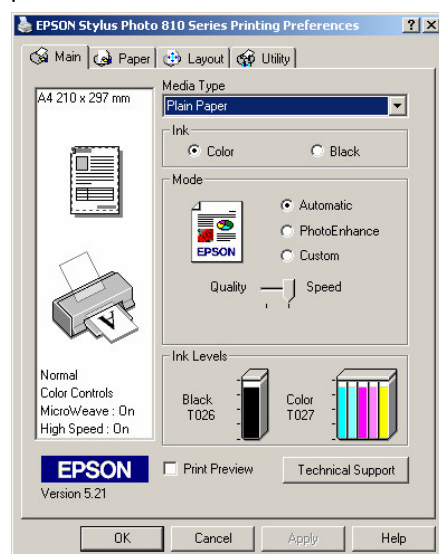 EPSON Stylus Photo 810 Series Printing Preferences
Main Paper Layout Utility
A4 210 x 297 mm
Media Type
Plain Paper
Ink
Color Black
Mode
EPSON
Automatic
PhotoEnhance
Custom
Quality Speed
Ink Levels
Black
T026
Color
T027
Normal
Color Controls
MicroWeave : On
High Speed : On
EPSON
Version 5.21
Print Preview
Technical Support
OK Cancel Apply Help